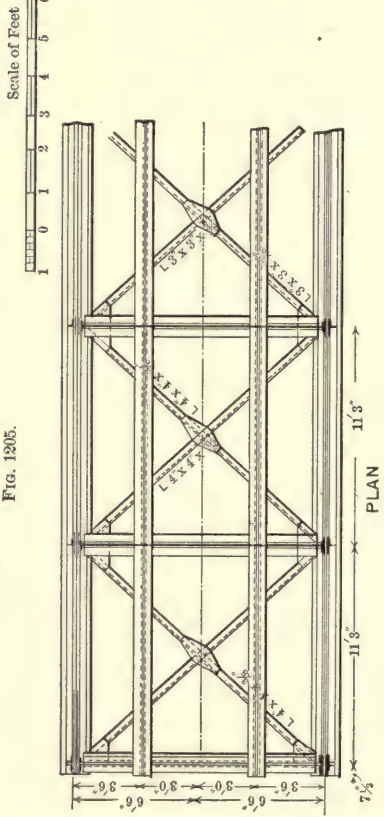 FIG. 1205.
Scale of Feet
1 0 1 2 3 4 5 6
L 3"x 3"x
L 3"x 3"x
L 4"x 4"x
L 4"x 4"x
L 4"x
3'6" 3'0" 3'0" 3'6"
6'6" 6'6"
7½"
11'3" 11'3"
PLAN